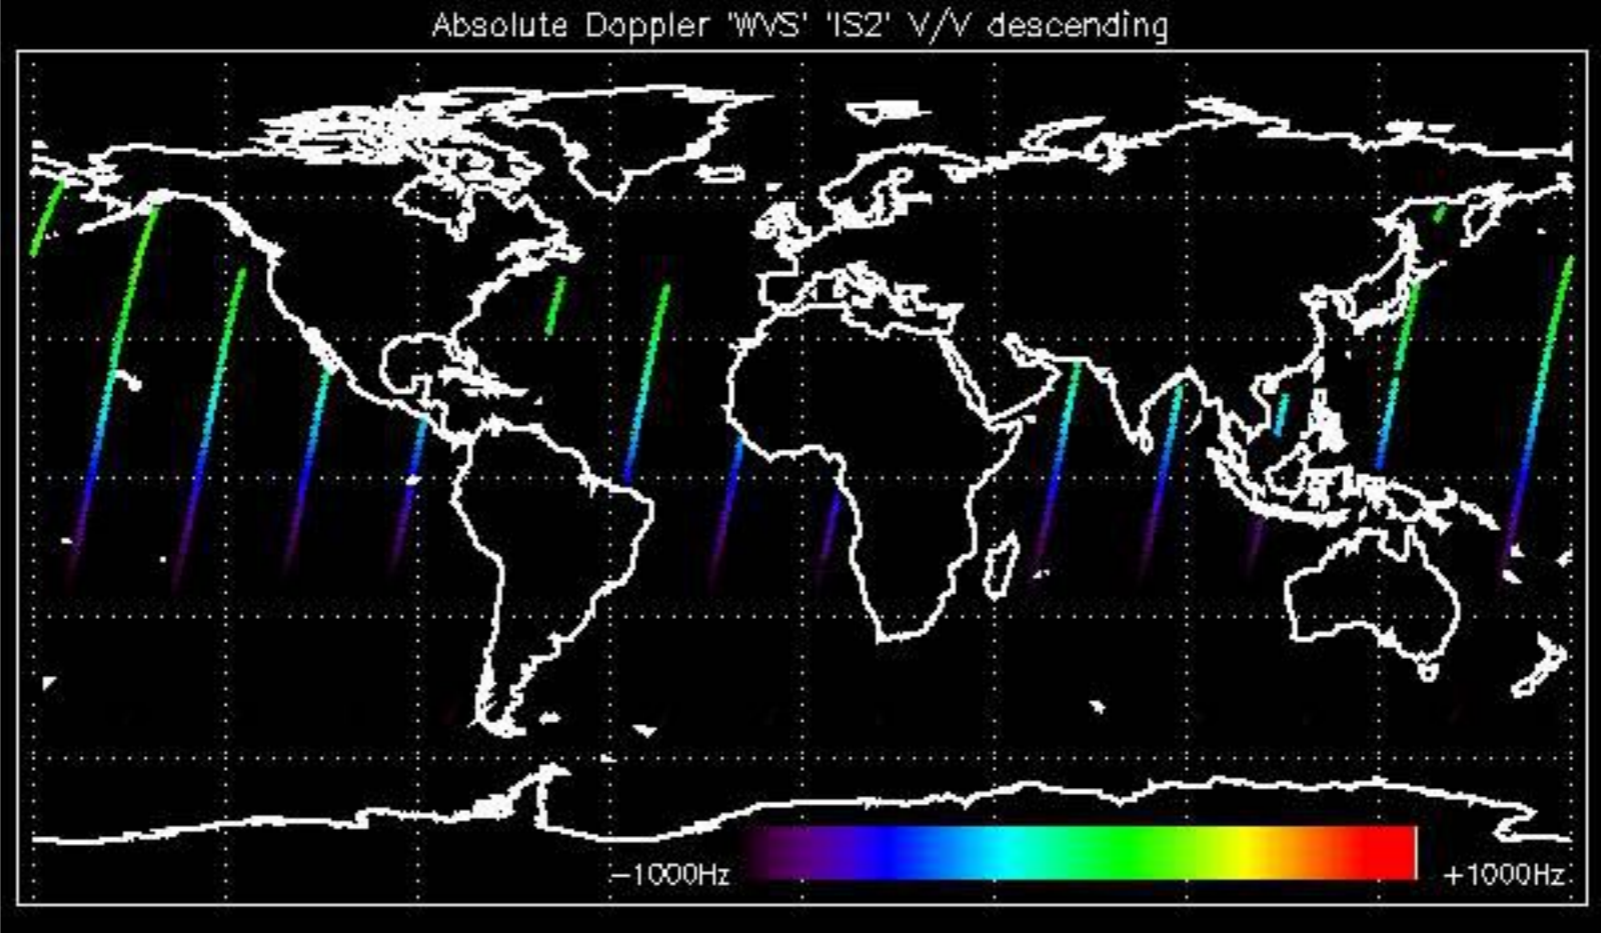 Absolute Doppler 'WVS' 'IS2' V/V descending
−1000Hz +1000Hz